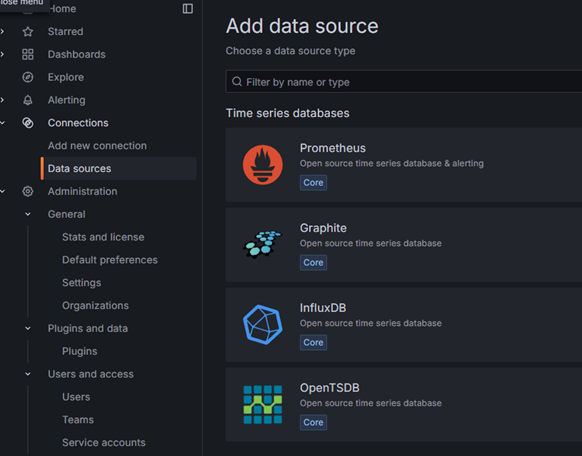 lose menu
Home
Starred
Dashboards
Explore
Alerting
Connections
Add new connection
Data sources
Administration
General
Stats and license
Default preferences
Settings
Organizations
Plugins and data
Plugins
Users and access
Users
Teams
Service accounts
Add data source
Choose a data source type
Filter by name or type
Time series databases
Prometheus
Open source time series database & alerting
Core
Graphite
Open source time series database
Core
InfluxDB
Open source time series database
Core
OpenTSDB
Open source time series database
Core